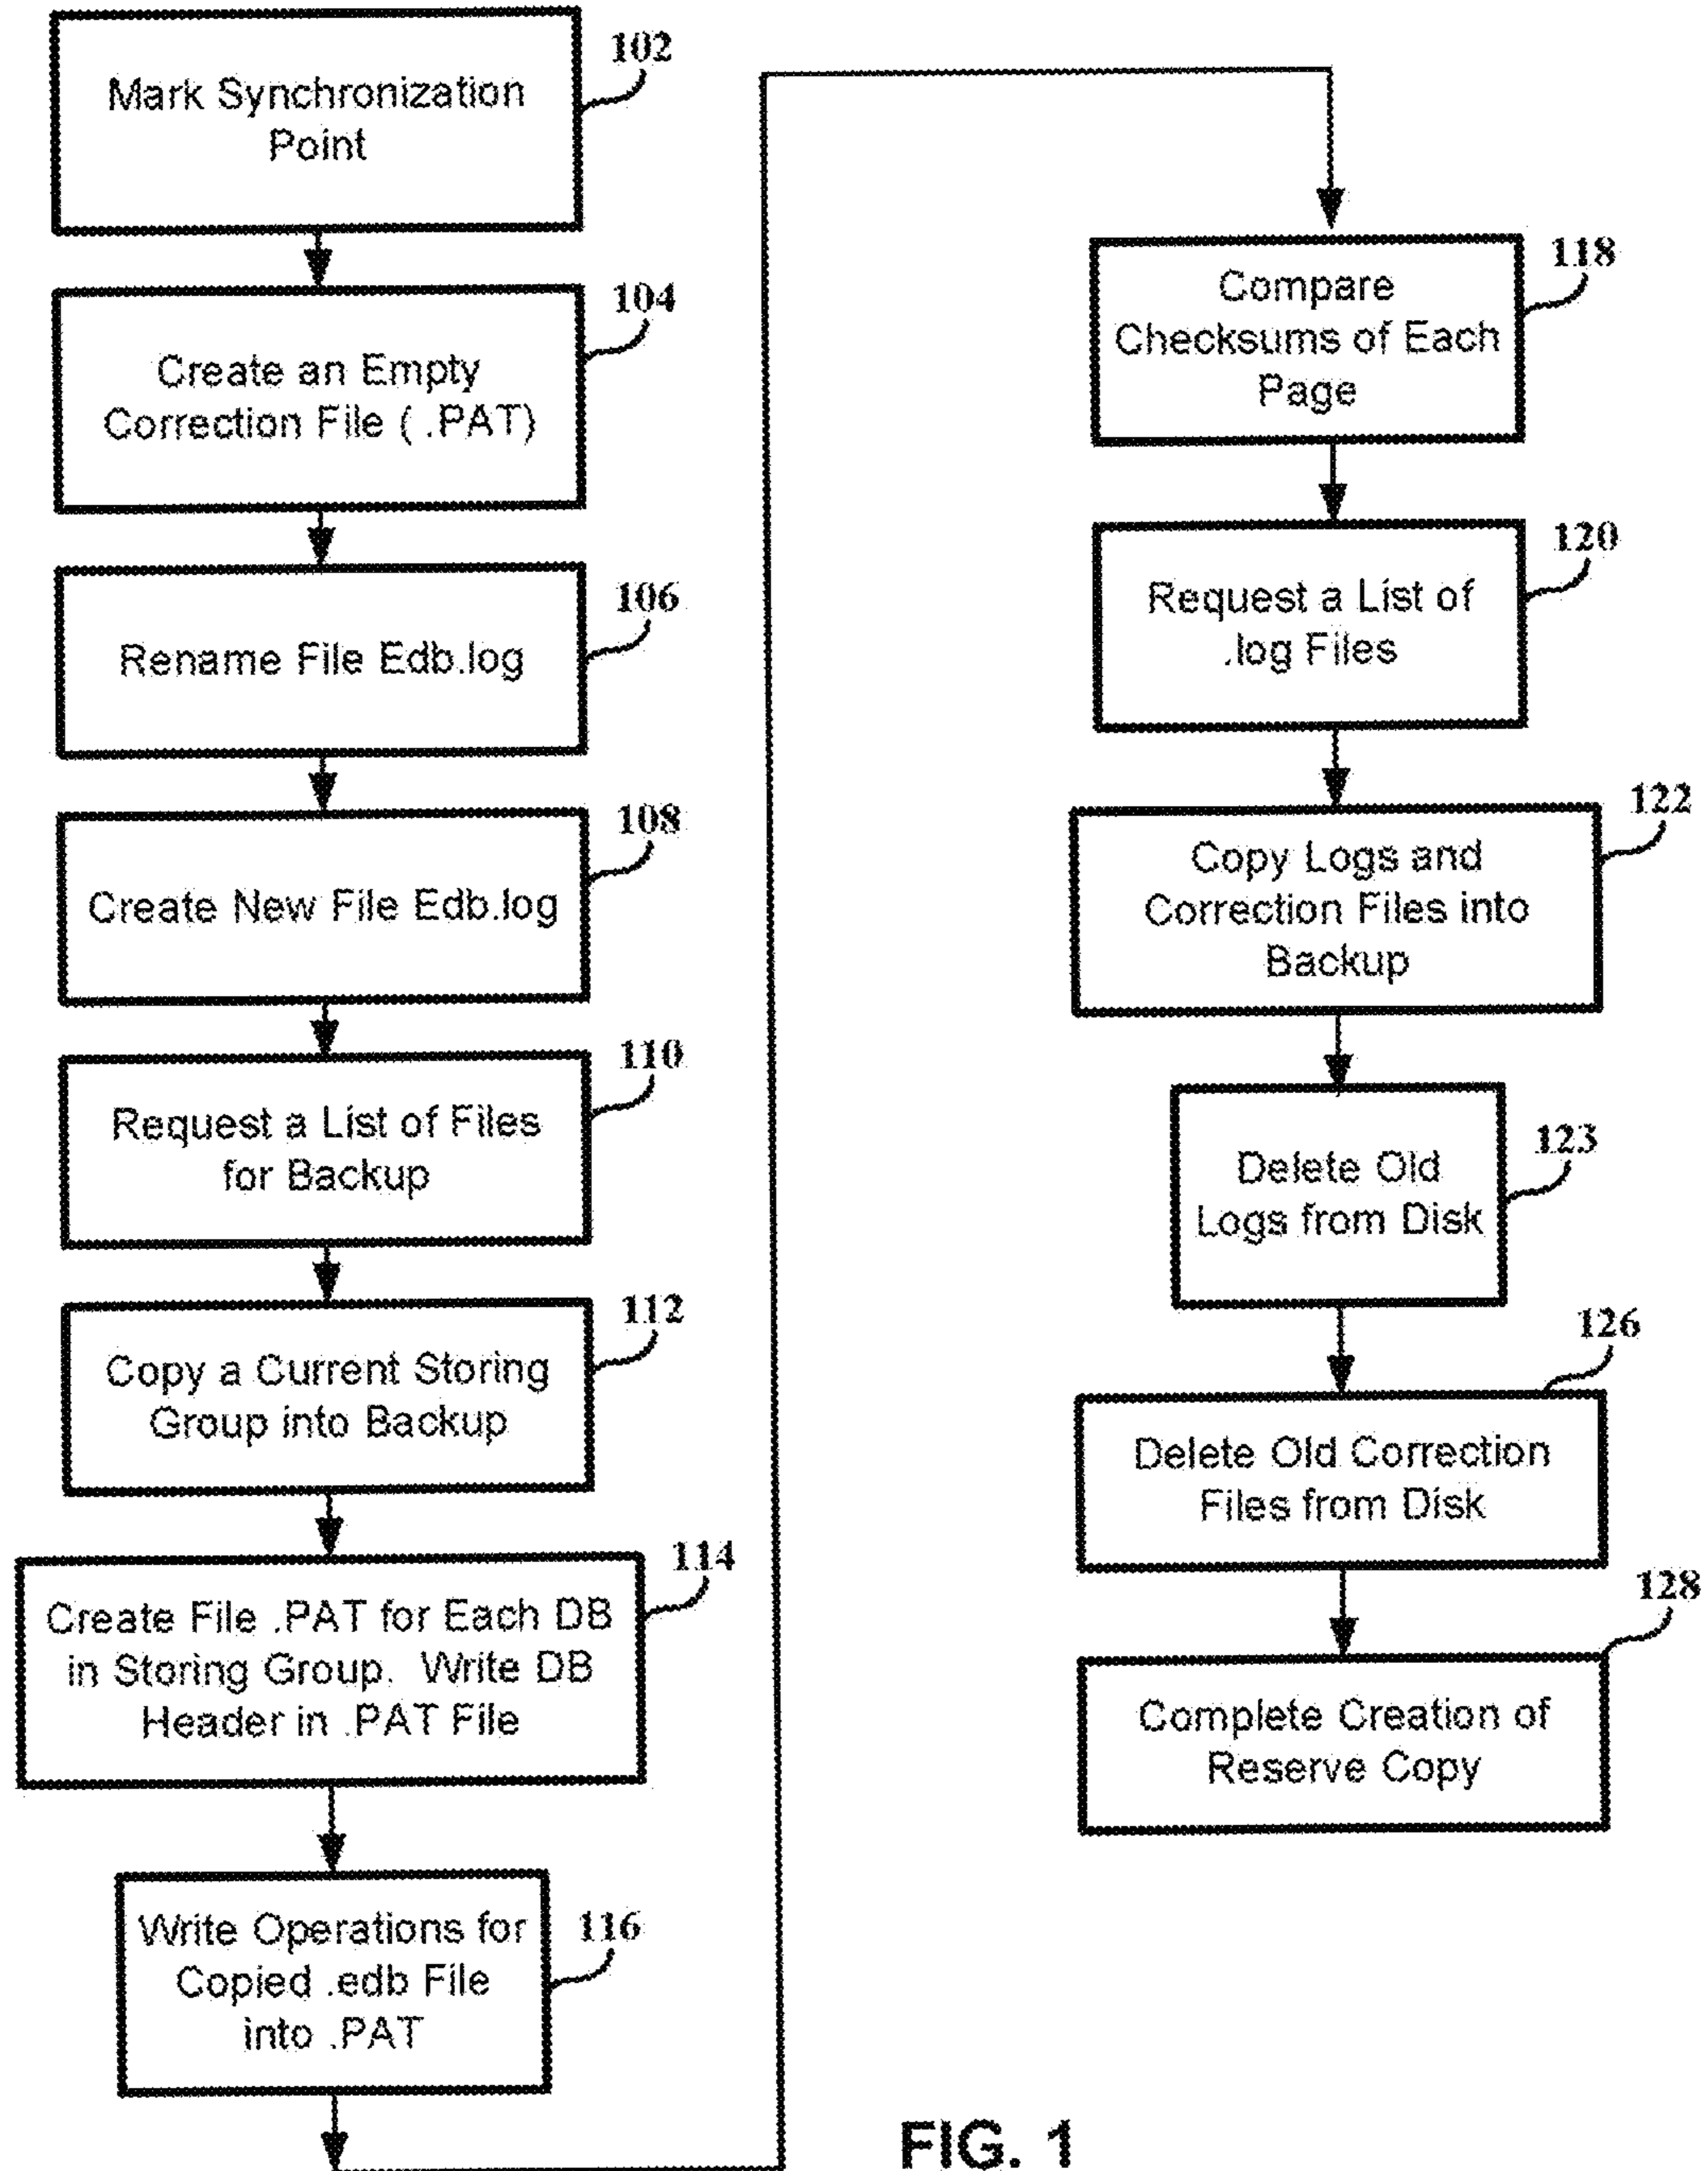 102
Mark Synchronization
Point
104
Create an Empty
Correction File ( .PAT)
106
Rename File Edb.log
108
Create New File Edb.log
110
Request a List of Files
for Backup
112
Copy a Current Storing
Group into Backup
114
Create File .PAT for Each DB
in Storing Group. Write DB
Header in .PAT File
116
Write Operations for
Copied .edb File
into .PAT
118
Compare
Checksums of Each
Page
120
Request a List of
.log Files
122
Copy Logs and
Correction Files into
Backup
123
Delete Old
Logs from Disk
126
Delete Old Correction
Files from Disk
128
Complete Creation of
Reserve Copy
FIG. 1